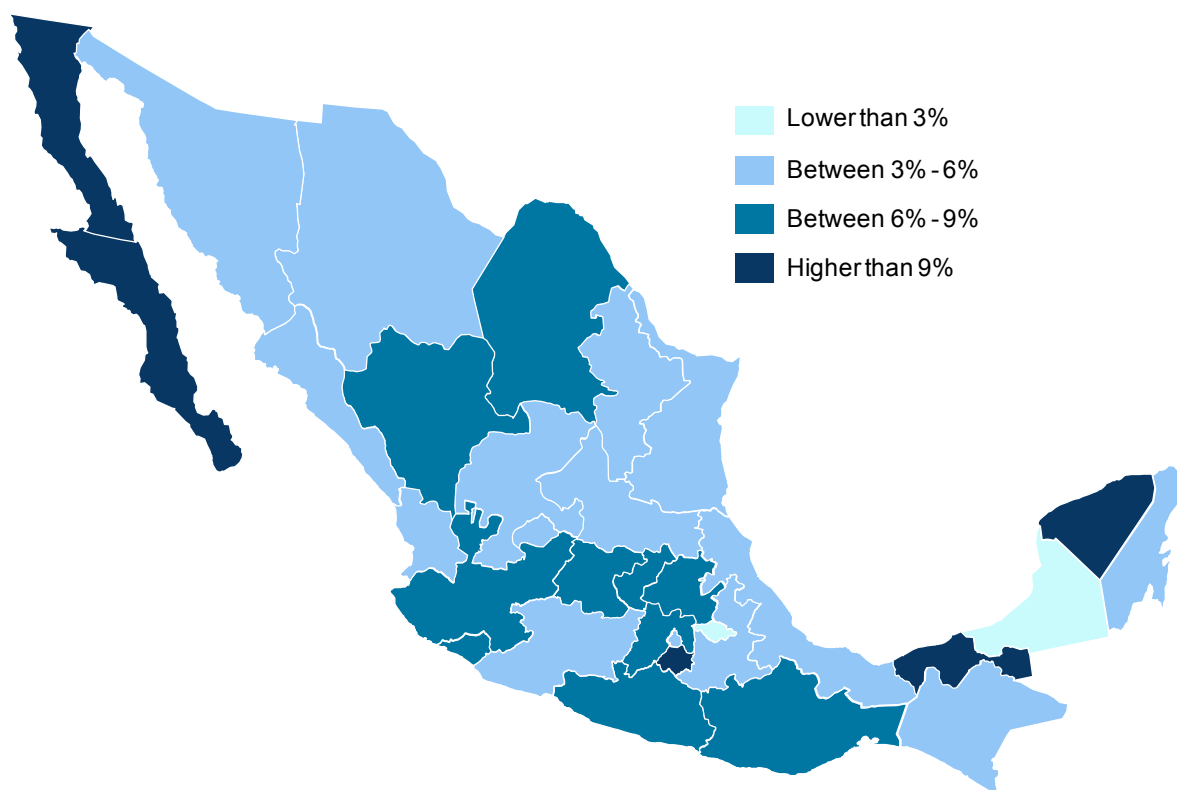 Lower than 3%
Between 3% - 6%
Between 6% - 9%
Higher than 9%